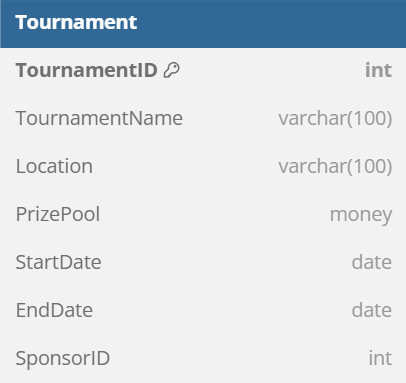 Tournament
TournamentID int
TournamentName varchar(100)
Location varchar(100)
PrizePool money
StartDate date
EndDate date
SponsorID int